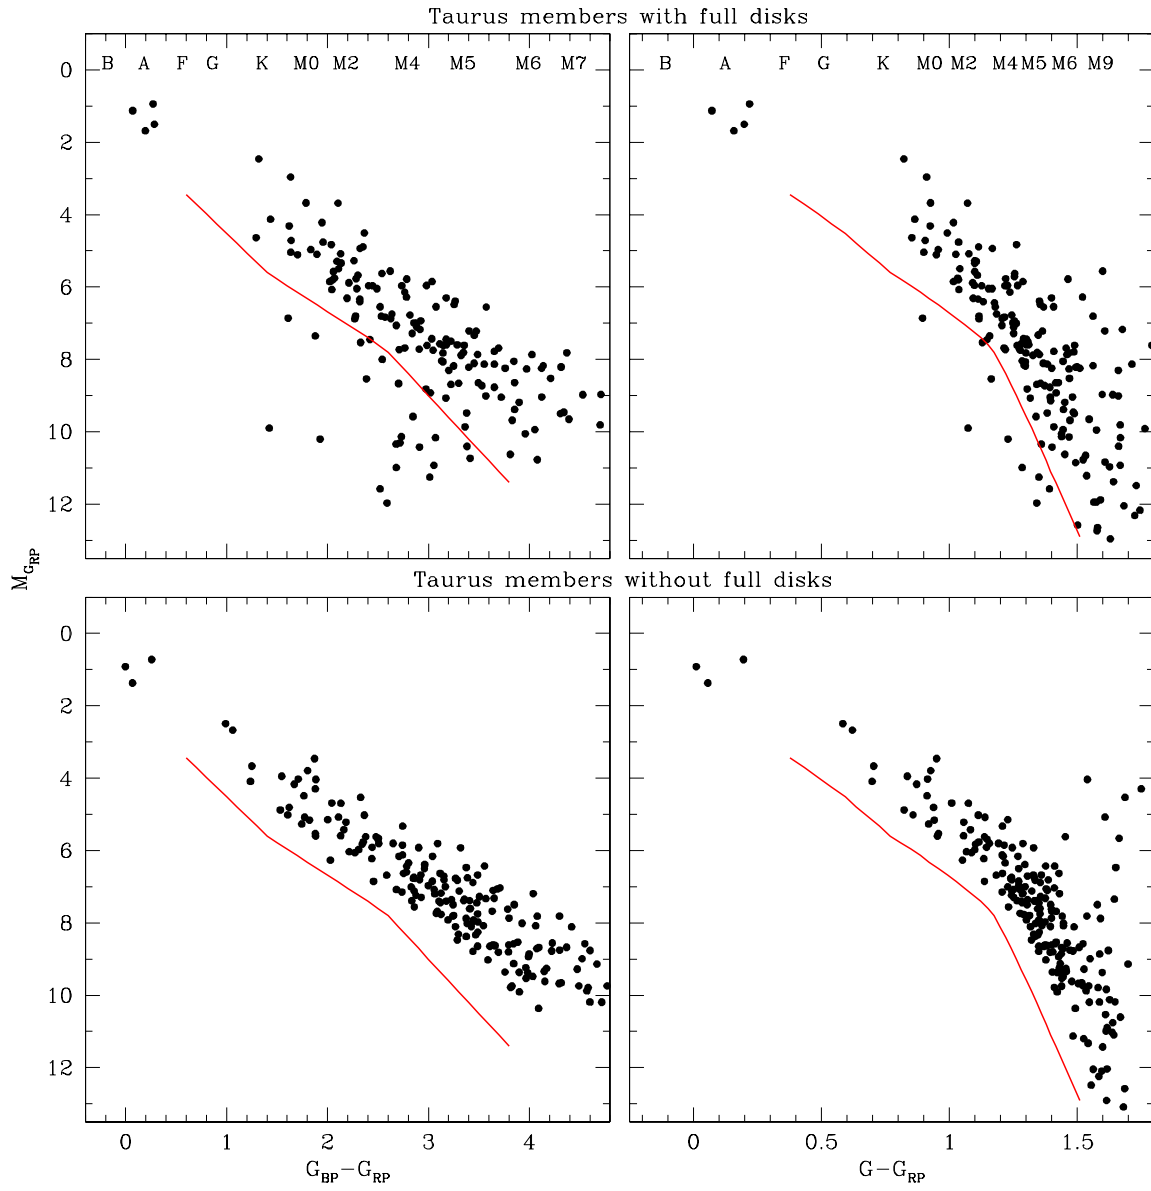 Taurus members with full disks
B A F G K M0 M2 M4 M5 M6 M7
B A F G K M0 M2 M4 M5 M6 M9
0
2
4
6
8
10
12
M_{G_{RP}}
Taurus members without full disks
0
2
4
6
8
10
12
0 1 2 3 4
0 0.5 1 1.5
G_{BP}−G_{RP}
G−G_{RP}